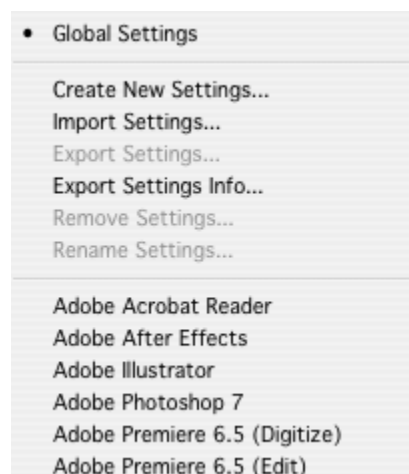 • Global Settings
Create New Settings...
Import Settings...
Export Settings...
Export Settings Info...
Remove Settings...
Rename Settings...
Adobe Acrobat Reader
Adobe After Effects
Adobe Illustrator
Adobe Photoshop 7
Adobe Premiere 6.5 (Digitize)
Adobe Premiere 6.5 (Edit)